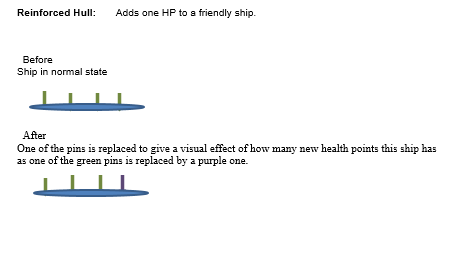 Reinforced Hull: Adds one HP to a friendly ship.
Before
Ship in normal state
After
One of the pins is replaced to give a visual effect of how many new health points this ship has
as one of the green pins is replaced by a purple one.